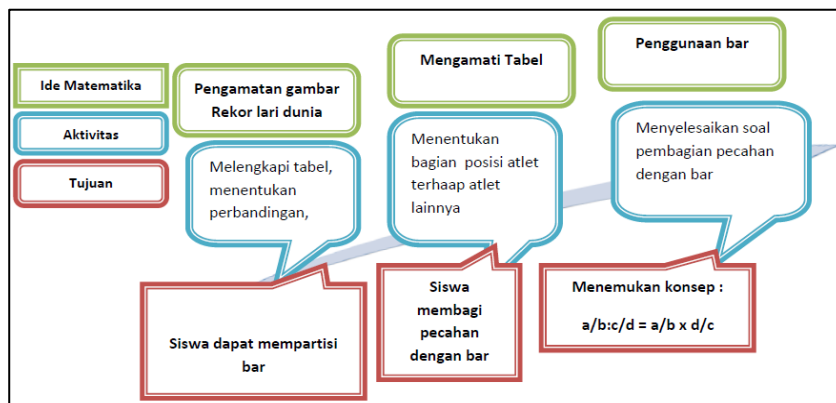 Ide Matematika
Aktivitas
Tujuan
Pengamatan gambar
Rekor lari dunia
Melengkapi tabel,
menentukan
perbandingan,
Siswa dapat mempartisi
bar
Mengamati Tabel
Menentukan
bagian posisi atlet
terhaap atlet
lainnya
Siswa
membagi
pecahan
dengan bar
Penggunaan bar
Menyelesaikan soal
pembagian pecahan
dengan bar
Menemukan konsep :
a/b:c/d = a/b x d/c